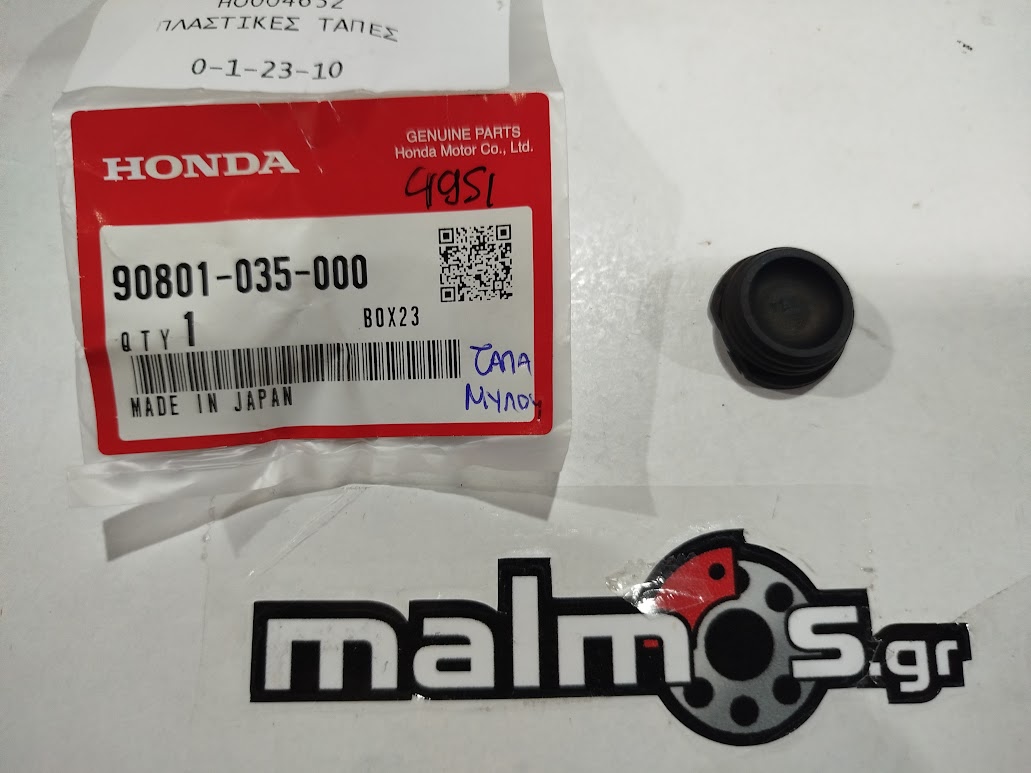 ΠΛΑΣΤΙΚΕΣ ΤΑΠΕΣ
0-1-23-10
GENUINE PARTS
Honda Motor Co., Ltd.
HONDA
4951
90801-035-000
QTY 1
BOX23
ΤΑΠΑ
ΜΥΛΟΥ
MADE IN JAPAN
malmos.gr